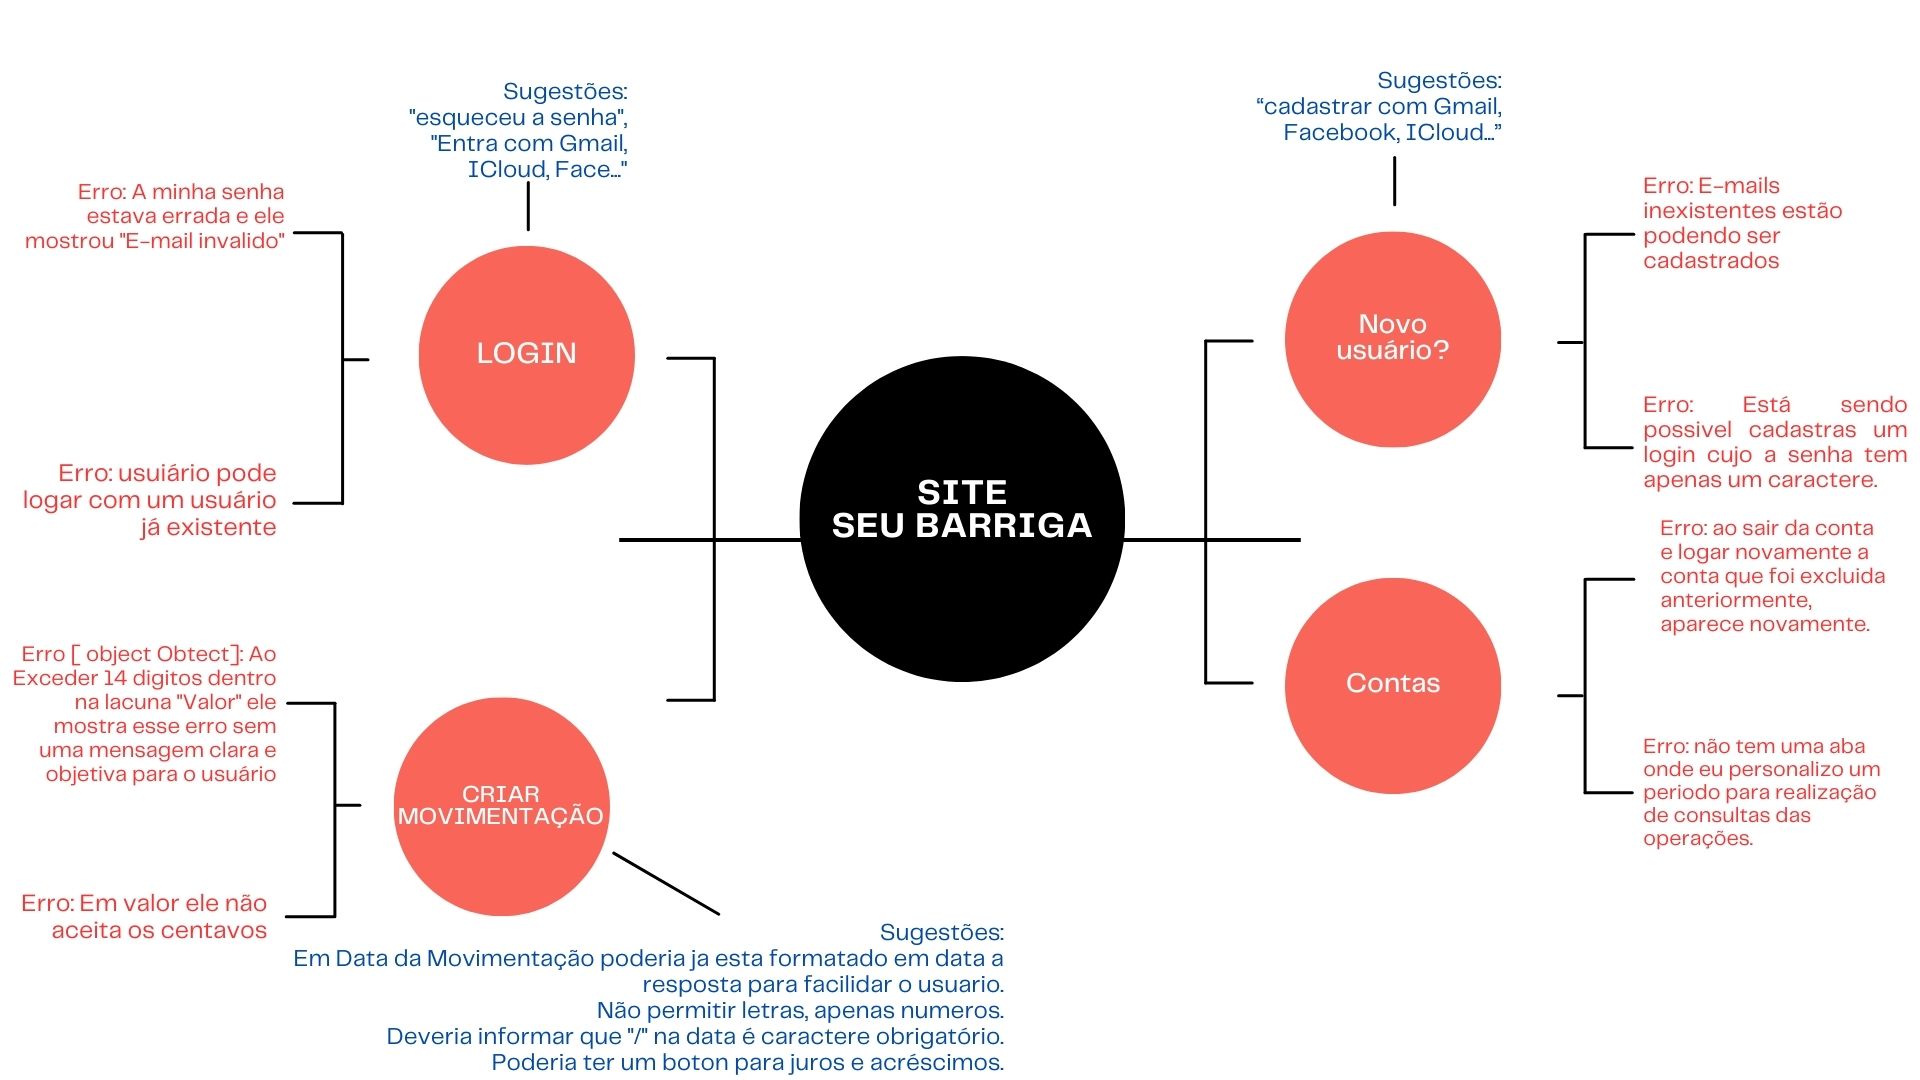 Sugestões:
"esqueceu a senha",
"Entra com Gmail,
ICloud, Face..."
Erro: A minha senha
estava errada e ele
mostrou "E-mail invalido"
LOGIN
Erro: usuiário pode
logar com um usuário
já existente
Erro [ object Obtect]: Ao
Exceder 14 digitos dentro
na lacuna "Valor" ele
mostra esse erro sem
uma mensagem clara e
objetiva para o usuário
CRIAR
MOVIMENTAÇÃO
Erro: Em valor ele não
aceita os centavos
Sugestões:
Em Data da Movimentação poderia ja esta formatado em data a
resposta para facilidar o usuario.
Não permitir letras, apenas numeros.
Deveria informar que "/" na data é caractere obrigatório.
Poderia ter um boton para juros e acréscimos.
SITE
SEU BARRIGA
Sugestões:
“cadastrar com Gmail,
Facebook, ICloud...”
Novo
usuário?
Erro: E-mails
inexistentes estão
podendo ser
cadastrados
Erro: Está sendo
possivel cadastras um
login cujo a senha tem
apenas um caractere.
Contas
Erro: ao sair da conta
e logar novamente a
conta que foi excluida
anteriormente,
aparece novamente.
Erro: não tem uma aba
onde eu personalizo um
periodo para realização
de consultas das
operações.